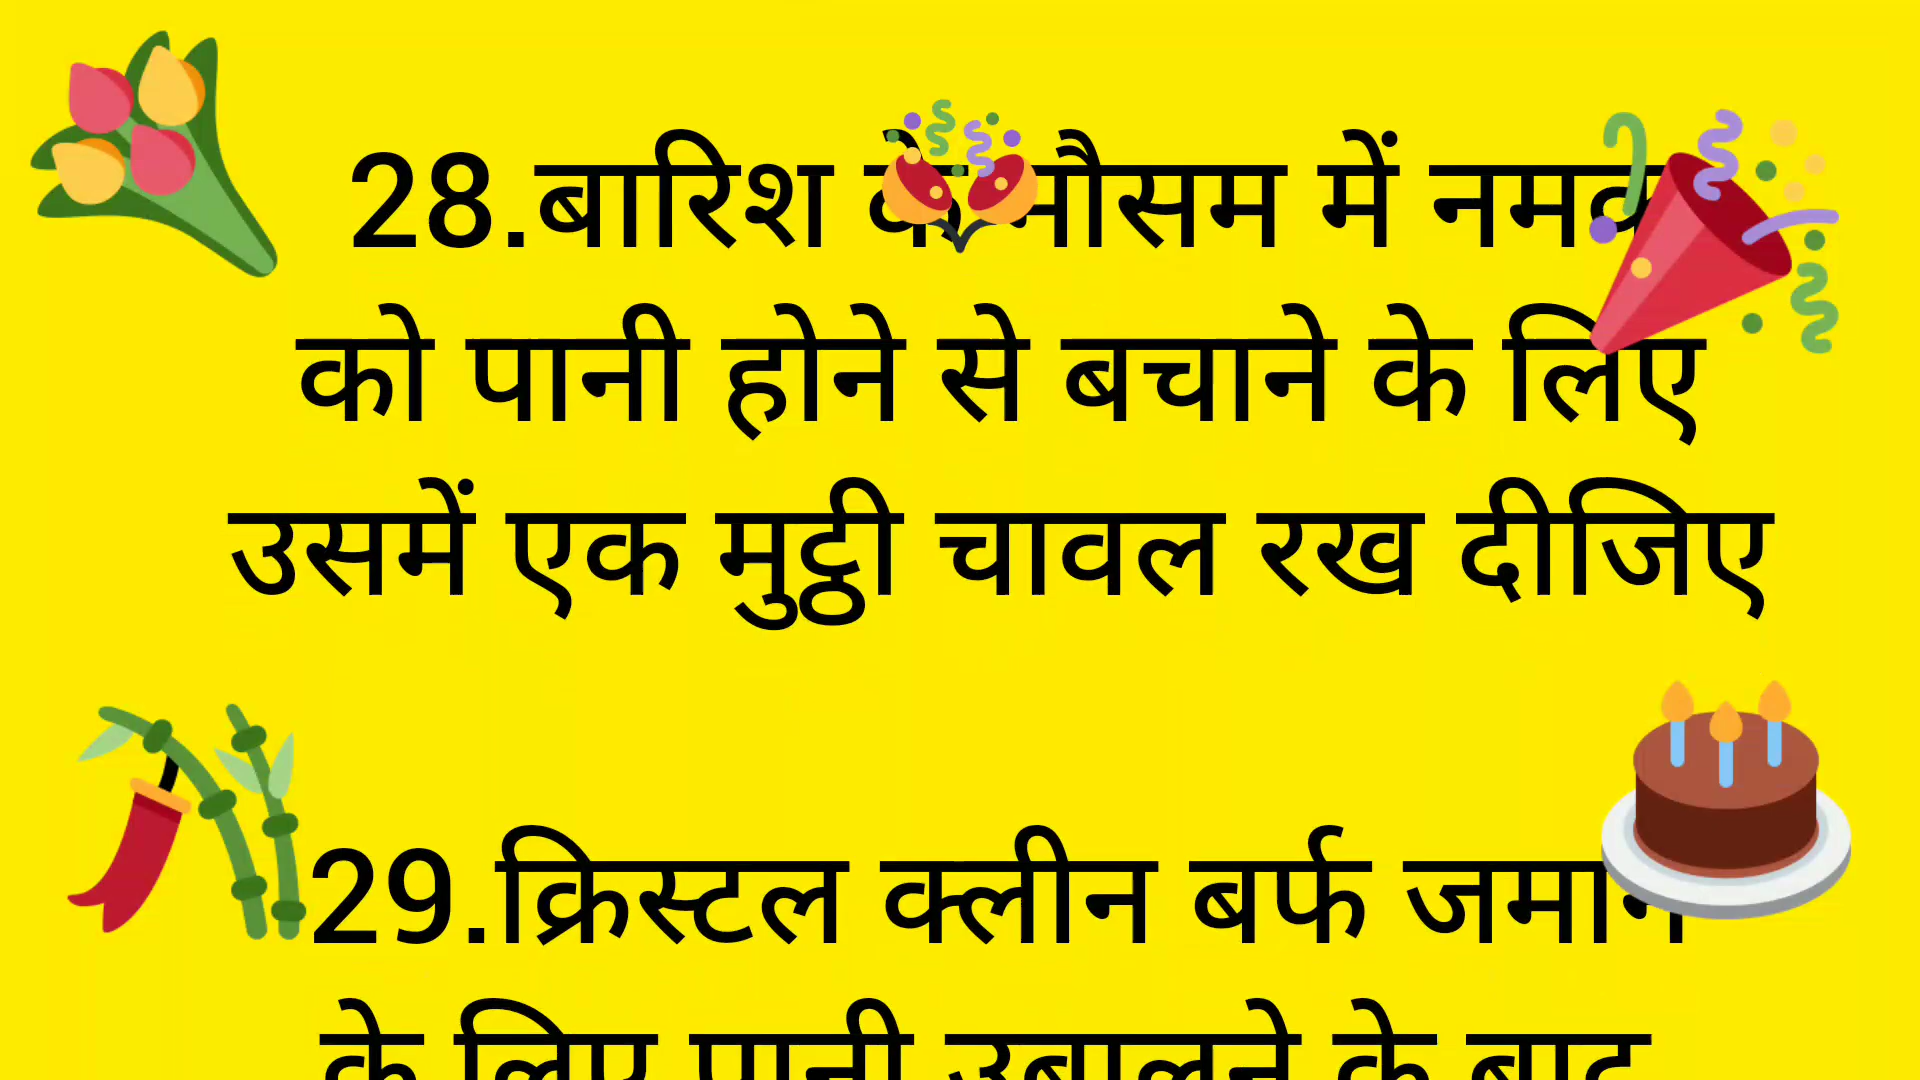 28.बारिश के मौसम में नमक
को पानी होने से बचाने के लिए
उसमें एक मुट्ठी चावल रख दीजिए
29.क्रिस्टल क्लीन बर्फ जमाने
के लिए पानी उबालने के बाद